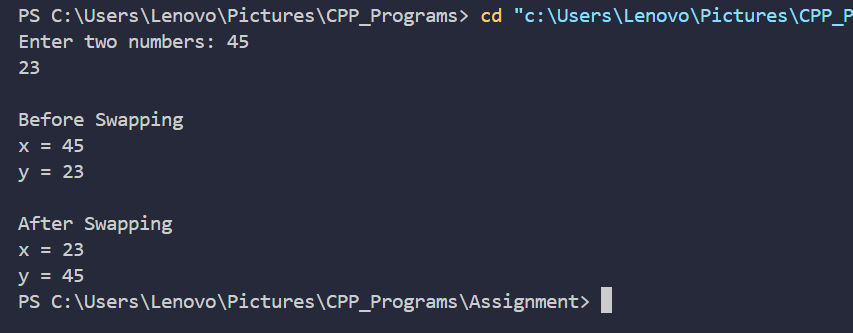 PS C:\Users\Lenovo\Pictures\CPP_Programs> cd "c:\Users\Lenovo\Pictures\CPP_P
Enter two numbers: 45
23
Before Swapping
x = 45
y = 23
After Swapping
x = 23
y = 45
PS C:\Users\Lenovo\Pictures\CPP_Programs\Assignment>